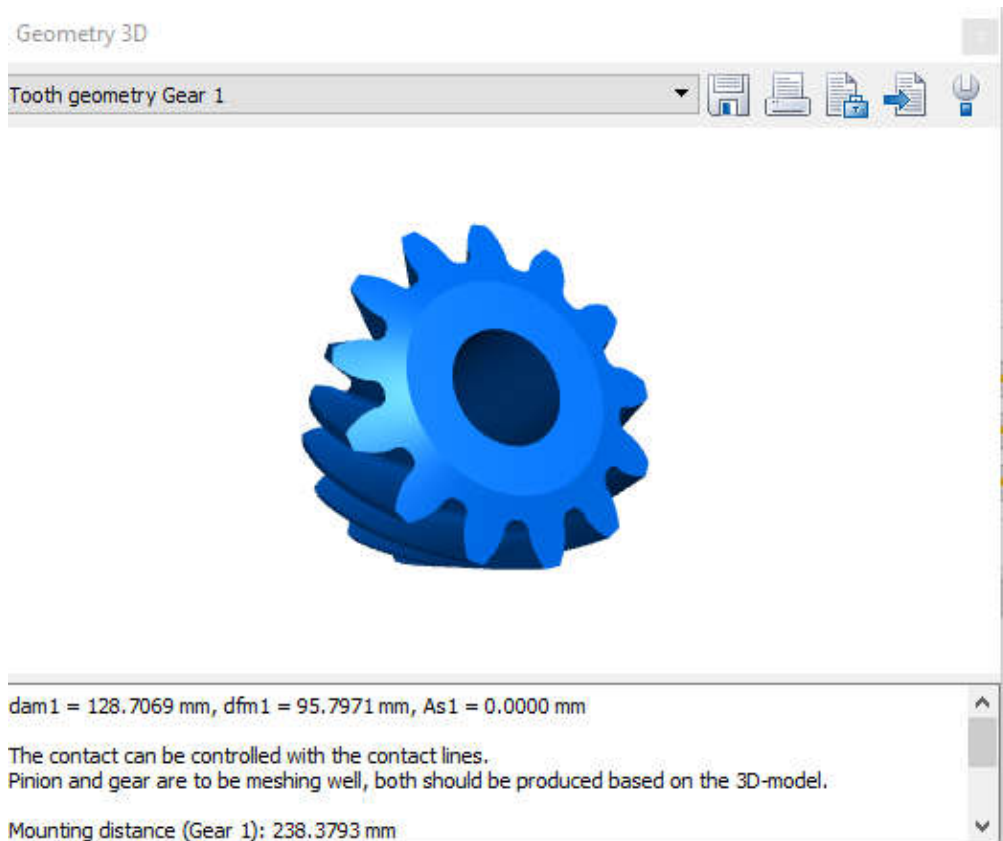 Geometry 3D
Tooth geometry Gear 1
dam1 = 128.7069 mm, dfm1 = 95.7971 mm, As1 = 0.0000 mm
The contact can be controlled with the contact lines.
Pinion and gear are to be meshing well, both should be produced based on the 3D-model.
Mounting distance (Gear 1): 238.3793 mm